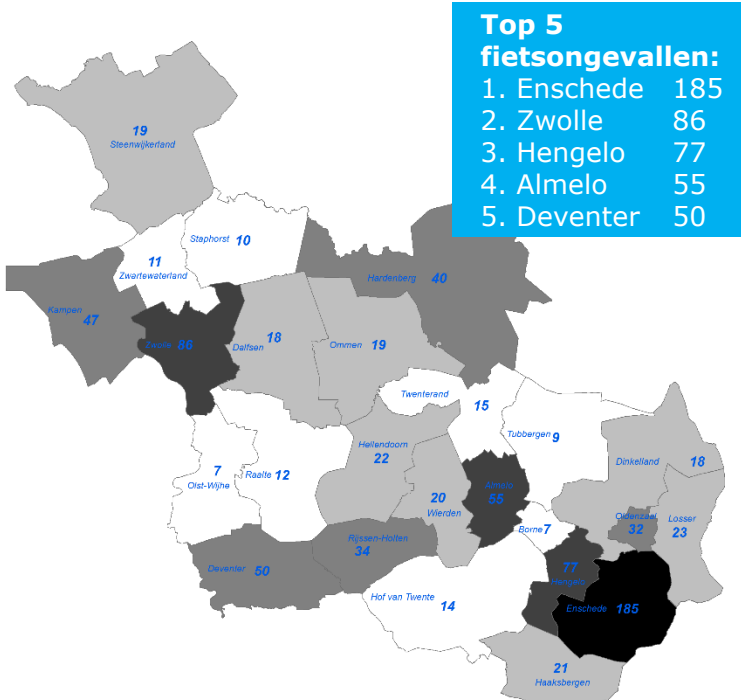 Top 5
fietsongevallen:
1. Enschede 185
2. Zwolle 86
3. Hengelo 77
4. Almelo 55
5. Deventer 50
19
Steenwijkerland
Staphorst 10
11
Zwartewaterland
Hardenberg 40
Kampen
47
Zwolle 86
Dalfsen 18
Ommen 19
Twenterand
15
Tubbergen 9
Hellendoorn
22
7
Olst-Wijhe
Raalte 12
Dinkelland
18
20
Wierden
Almelo
55
Oldenzaal
32
Losser
23
Borne 7
Rijssen-Holten
34
Deventer 50
77
Hengelo
Hof van Twente 14
Enschede 185
21
Haaksbergen